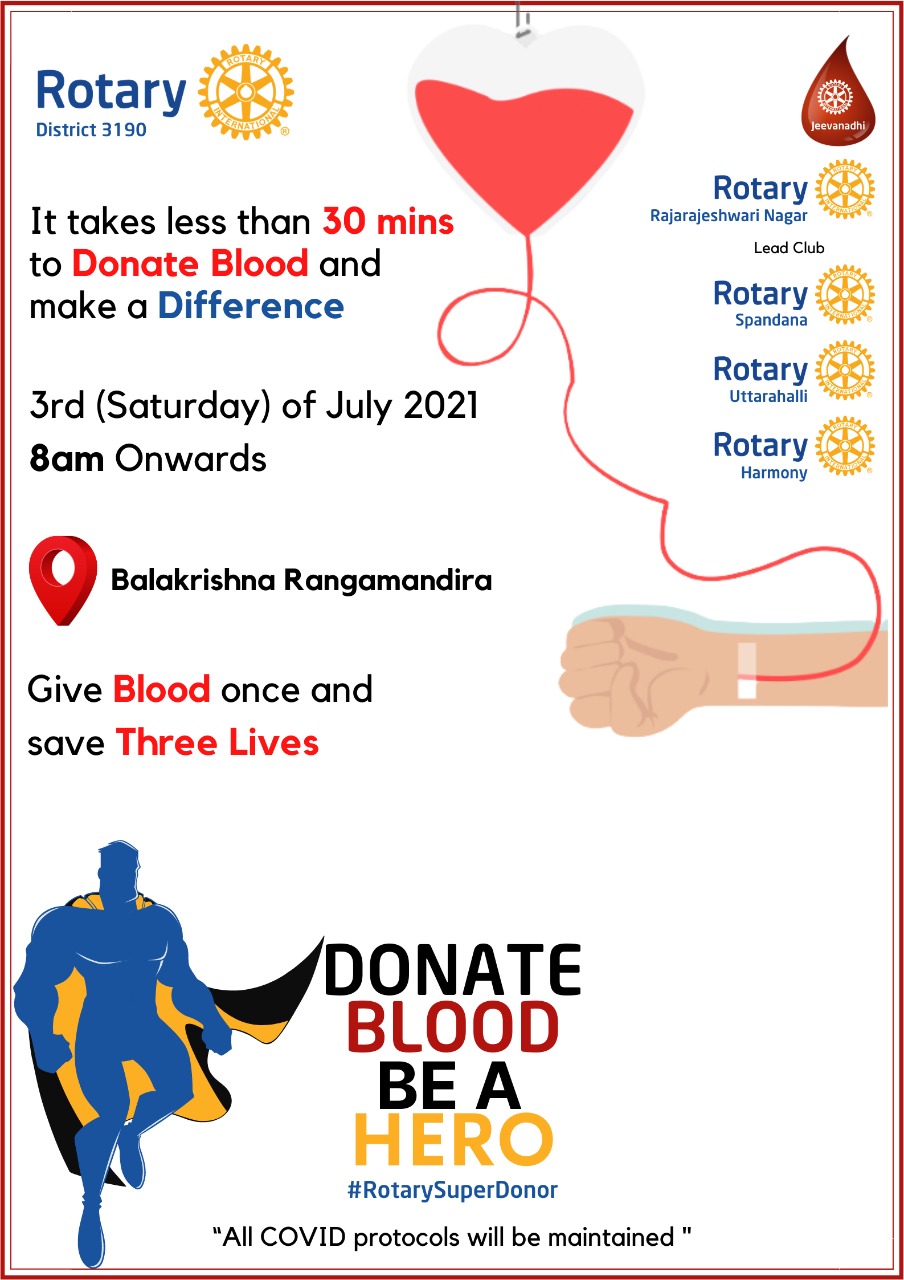 Rotary
District 3190
ROTARY
INTERNATIONAL
Jeevanadhi
Rotary
Rajarajeshwari Nagar
Lead Club
Rotary
Spandana
Rotary
Uttarahalli
Rotary
Harmony
It takes less than 30 mins
to Donate Blood and
make a Difference
3rd (Saturday) of July 2021
8am Onwards
Balakrishna Rangamandira
Give Blood once and
save Three Lives
DONATE
BLOOD
BE A
HERO
#RotarySuperDonor
“All COVID protocols will be maintained "